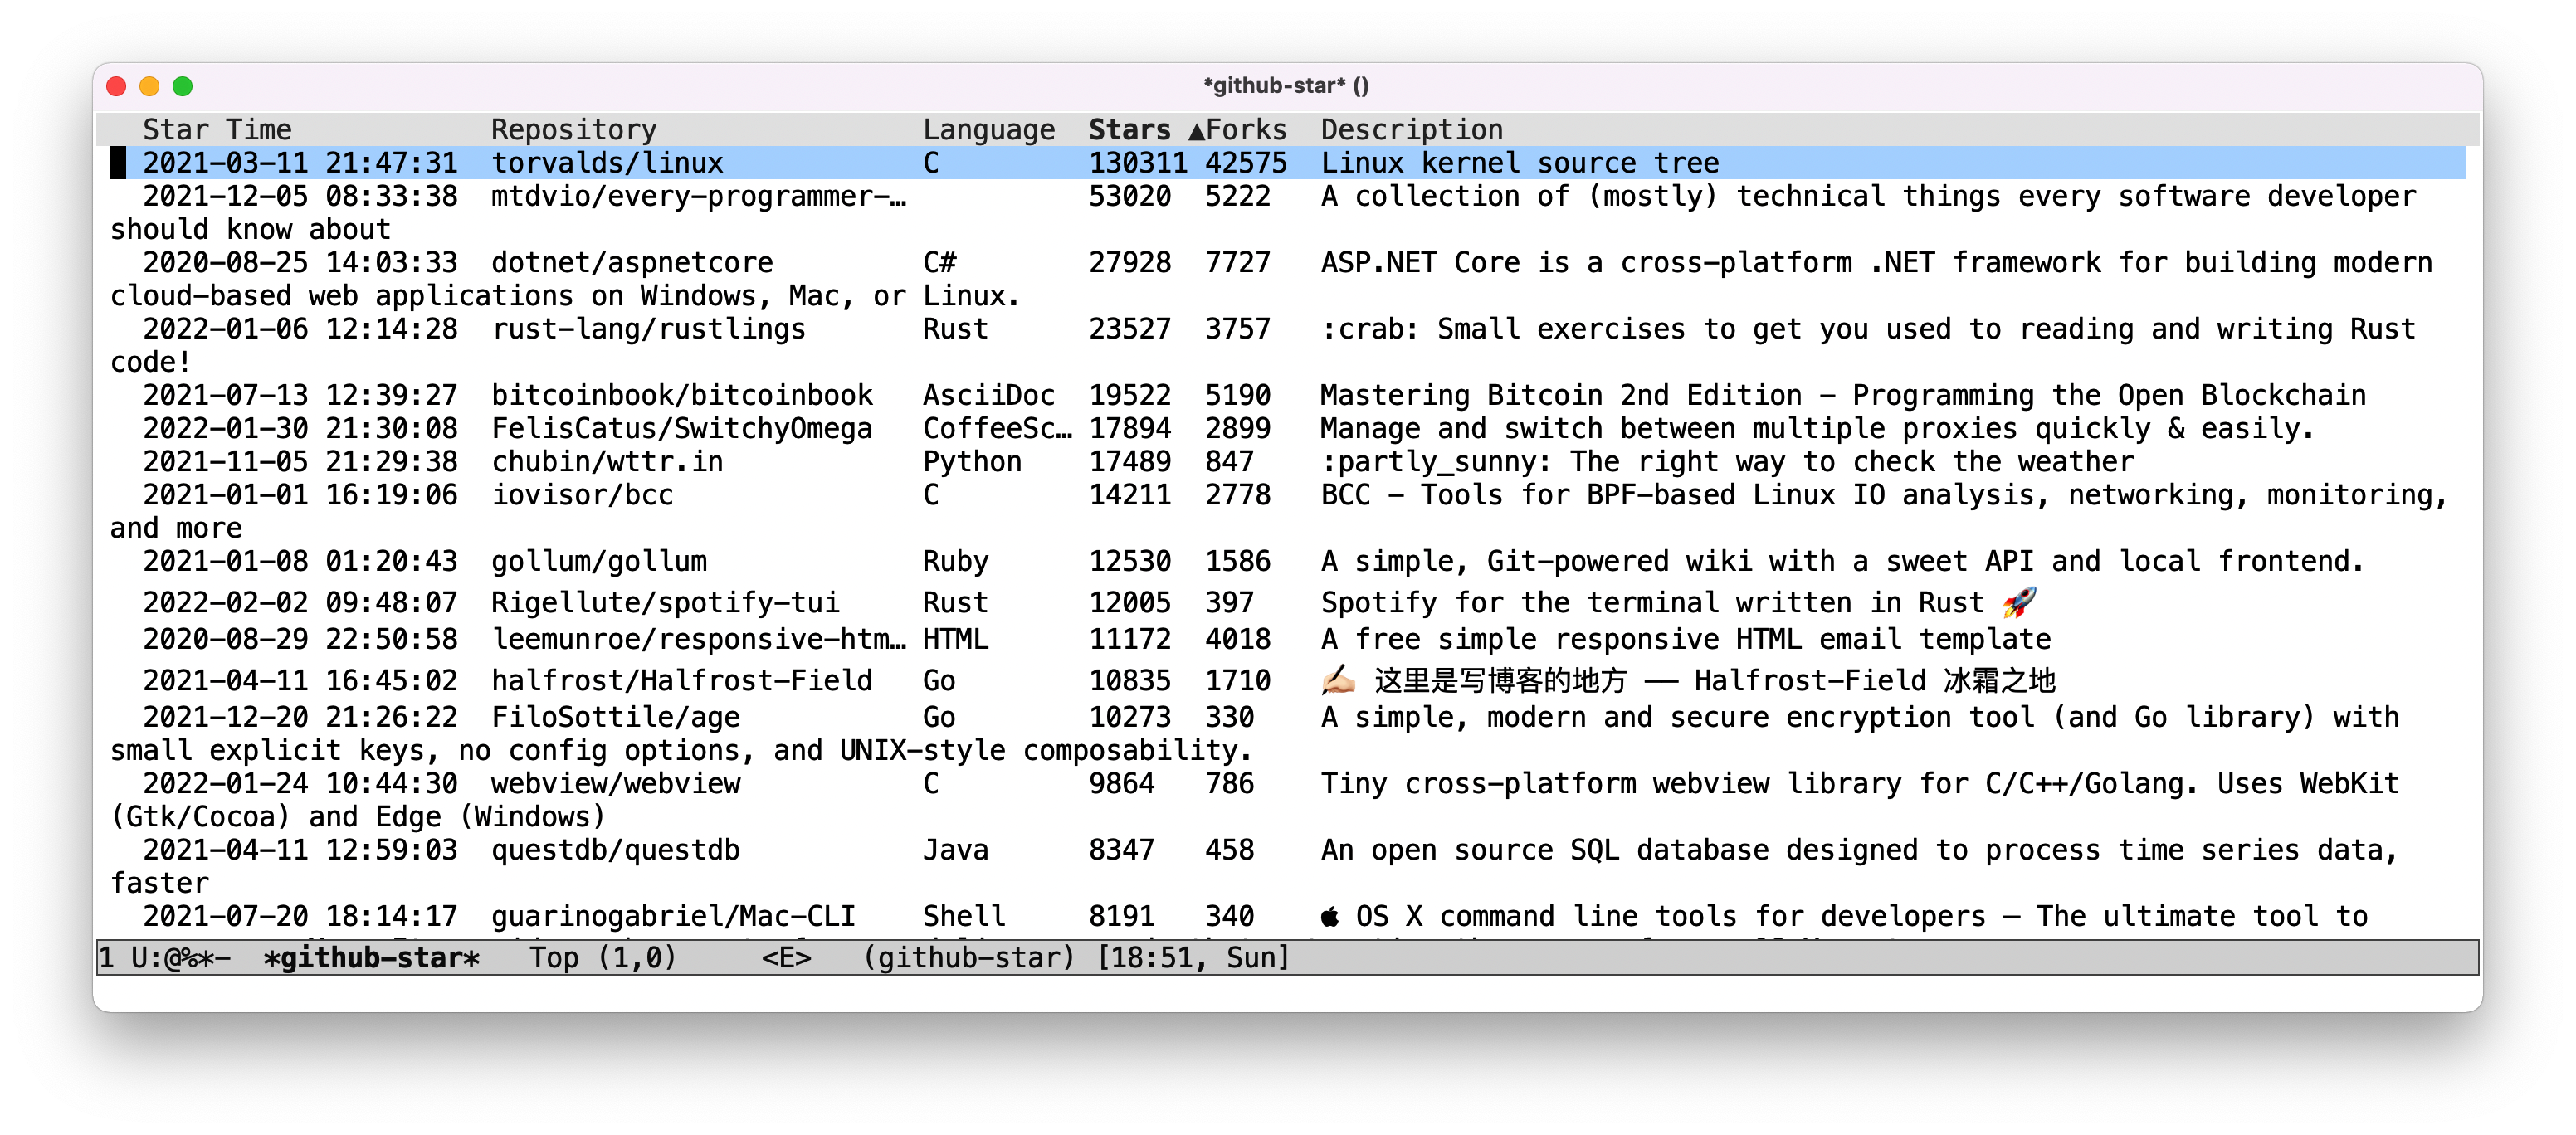 *github-star* ()
Star Time Repository Language Stars ▲Forks Description
2021-03-11 21:47:31 torvalds/linux C 130311 42575 Linux kernel source tree
2021-12-05 08:33:38 mtdvio/every-programmer-… 53020 5222 A collection of (mostly) technical things every software developer
should know about
2020-08-25 14:03:33 dotnet/aspnetcore C# 27928 7727 ASP.NET Core is a cross-platform .NET framework for building modern
cloud-based web applications on Windows, Mac, or Linux.
2022-01-06 12:14:28 rust-lang/rustlings Rust 23527 3757 :crab: Small exercises to get you used to reading and writing Rust
code!
2021-07-13 12:39:27 bitcoinbook/bitcoinbook AsciiDoc 19522 5190 Mastering Bitcoin 2nd Edition - Programming the Open Blockchain
2022-01-30 21:30:08 FelisCatus/SwitchyOmega CoffeeSc… 17894 2899 Manage and switch between multiple proxies quickly & easily.
2021-11-05 21:29:38 chubin/wttr.in Python 17489 847 :partly_sunny: The right way to check the weather
2021-01-01 16:19:06 iovisor/bcc C 14211 2778 BCC - Tools for BPF-based Linux IO analysis, networking, monitoring,
and more
2021-01-08 01:20:43 gollum/gollum Ruby 12530 1586 A simple, Git-powered wiki with a sweet API and local frontend.
2022-02-02 09:48:07 Rigellute/spotify-tui Rust 12005 397 Spotify for the terminal written in Rust 🚀
2020-08-29 22:50:58 leemunroe/responsive-htm… HTML 11172 4018 A free simple responsive HTML email template
2021-04-11 16:45:02 halfrost/Halfrost-Field Go 10835 1710 ✍🏻 这里是写博客的地方 —— Halfrost-Field 冰霜之地
2021-12-20 21:26:22 FiloSottile/age Go 10273 330 A simple, modern and secure encryption tool (and Go library) with
small explicit keys, no config options, and UNIX-style composability.
2022-01-24 10:44:30 webview/webview C 9864 786 Tiny cross-platform webview library for C/C++/Golang. Uses WebKit
(Gtk/Cocoa) and Edge (Windows)
2021-04-11 12:59:03 questdb/questdb Java 8347 458 An open source SQL database designed to process time series data,
faster
2021-07-20 18:14:17 guarinogabriel/Mac-CLI Shell 8191 340  OS X command line tools for developers – The ultimate tool to
1 U:@%*- *github-star* Top (1,0) <E> (github-star) [18:51, Sun]